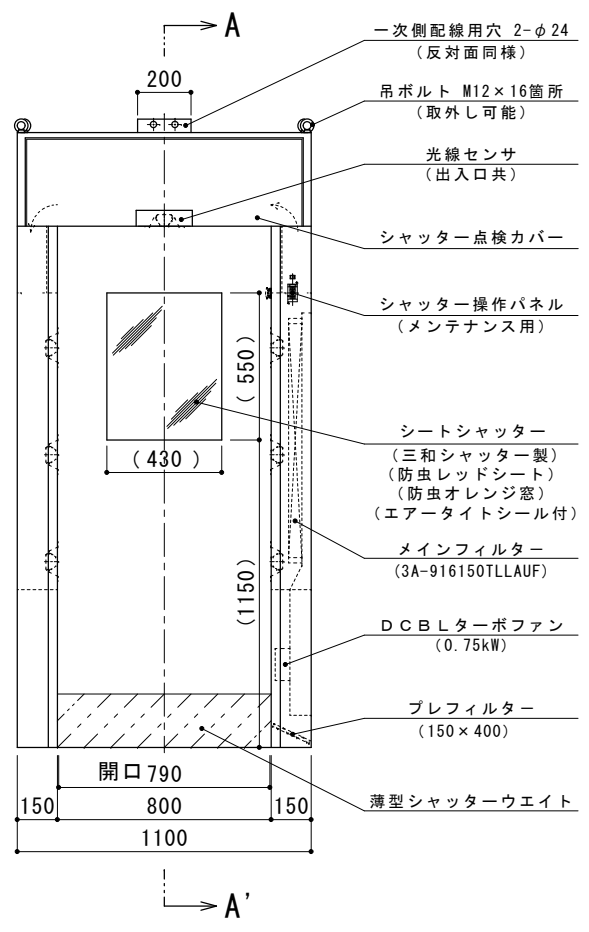 A
一次側配線用穴 2-φ24
(反対面同様)
200
吊ボルト M12×16箇所
(取外し可能)
光線センサ
(出入口共)
シャッター点検カバー
シャッター操作パネル
(メンテナンス用)
(550)
(430)
シートシャッター
(三和シャッター製)
(防虫レッドシート)
(防虫オレンジ窓)
(エアータイトシール付)
メインフィルター
(3A-916150TLLAUF)
(1150)
DCBLターボファン
(0.75kW)
プレフィルター
(150×400)
開口790
薄型シャッターウエイト
150
800
150
1100
A'